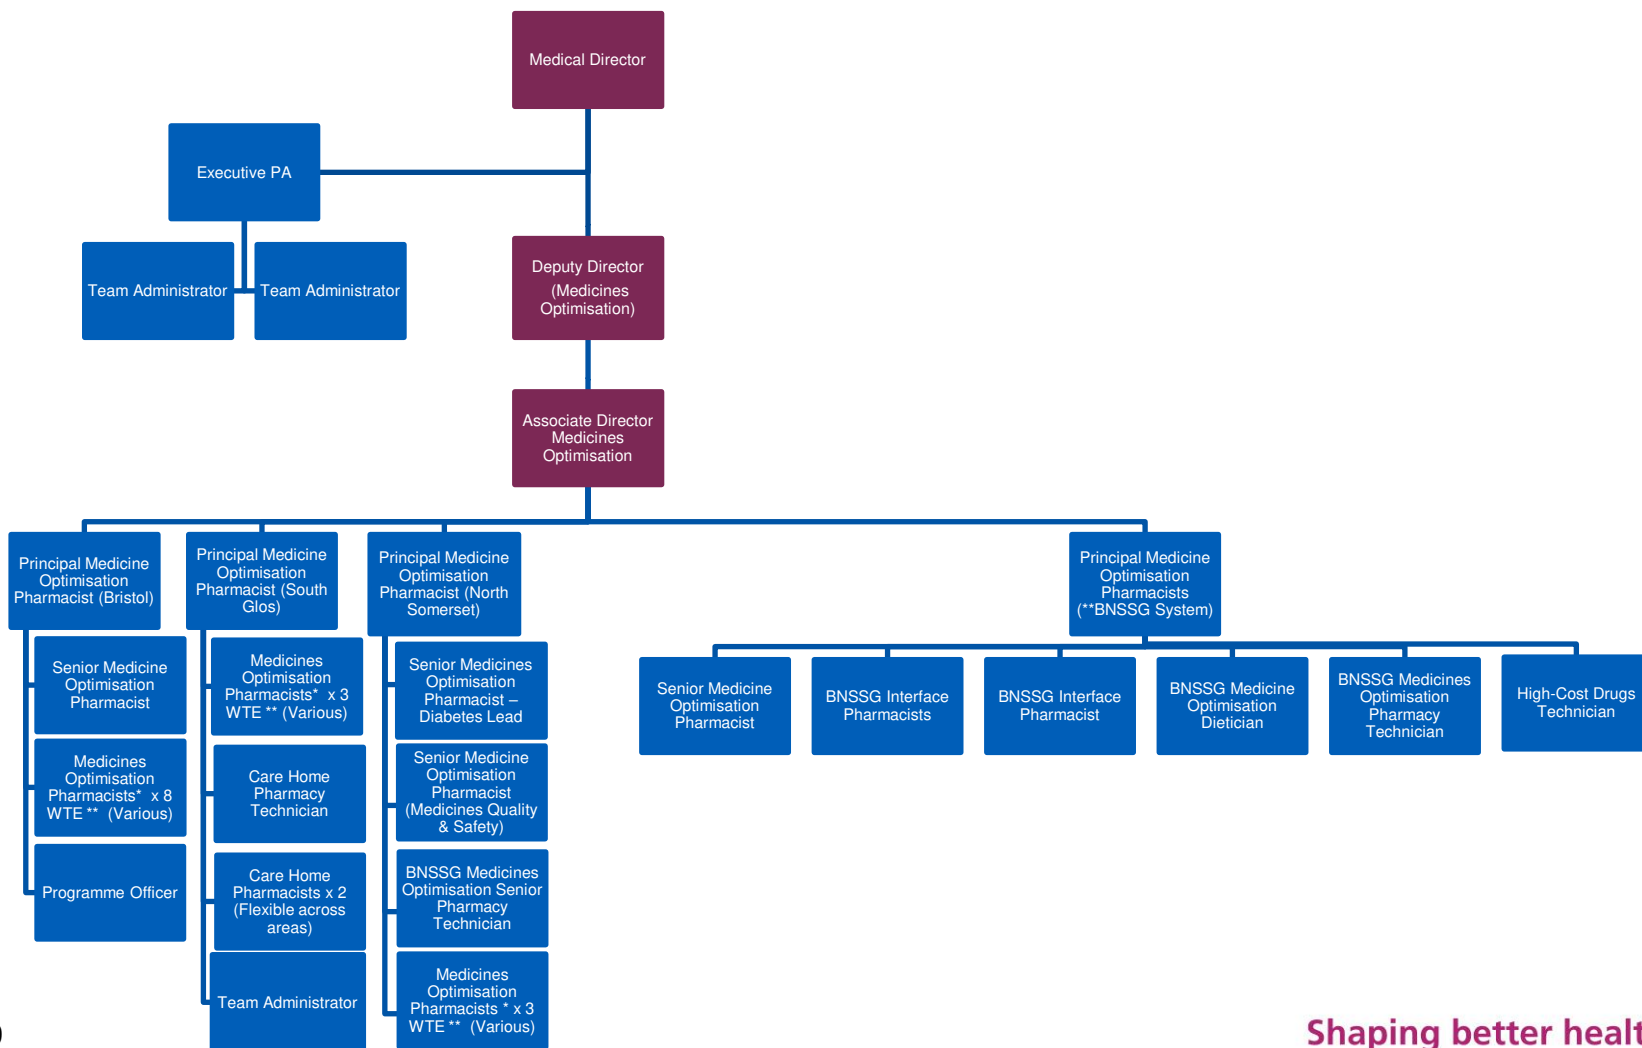 Medical Director
Executive PA
Team Administrator
Team Administrator
Deputy Director
(Medicines
Optimisation)
Associate Director
Medicines
Optimisation
Principal Medicine
Optimisation
Pharmacist (Bristol)
Senior Medicine
Optimisation
Pharmacist
Medicines
Optimisation
Pharmacists* x 8
WTE ** (Various)
Programme Officer
Principal Medicine
Optimisation
Pharmacist (South
Glos)
Medicines
Optimisation
Pharmacists* x 3
WTE ** (Various)
Care Home
Pharmacy
Technician
Care Home
Pharmacists x 2
(Flexible across
areas)
Team Administrator
Principal Medicine
Optimisation
Pharmacist (North
Somerset)
Senior Medicines
Optimisation
Pharmacist –
Diabetes Lead
Senior Medicine
Optimisation
Pharmacist
(Medicines Quality
& Safety)
BNSSG Medicines
Optimisation Senior
Pharmacy
Technician
Medicines
Optimisation
Pharmacists * x 3
WTE ** (Various)
Principal Medicine
Optimisation
Pharmacists
(**BNSSG System)
Senior Medicine
Optimisation
Pharmacist
BNSSG Interface
Pharmacists
BNSSG Interface
Pharmacist
BNSSG Medicine
Optimisation
Dietician
BNSSG Medicines
Optimisation
Pharmacy
Technician
High-Cost Drugs
Technician
Shaping better healt